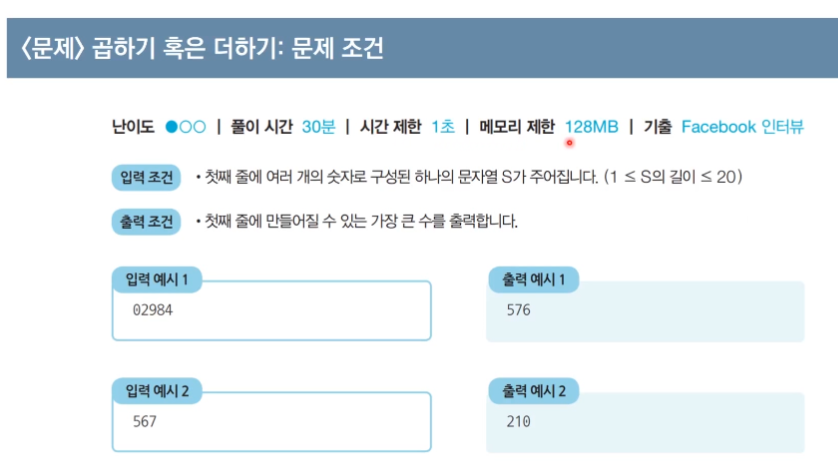 〈문제〉 곱하기 혹은 더하기: 문제 조건
난이도 ●○○ | 풀이 시간 30분 | 시간 제한 1초 | 메모리 제한 128MB | 기출 Facebook 인터뷰
입력 조건 • 첫째 줄에 여러 개의 숫자로 구성된 하나의 문자열 S가 주어집니다. (1 ≤ S의 길이 ≤ 20)
출력 조건 • 첫째 줄에 만들어질 수 있는 가장 큰 수를 출력합니다.
입력 예시 1
02984
출력 예시 1
576
입력 예시 2
567
출력 예시 2
210